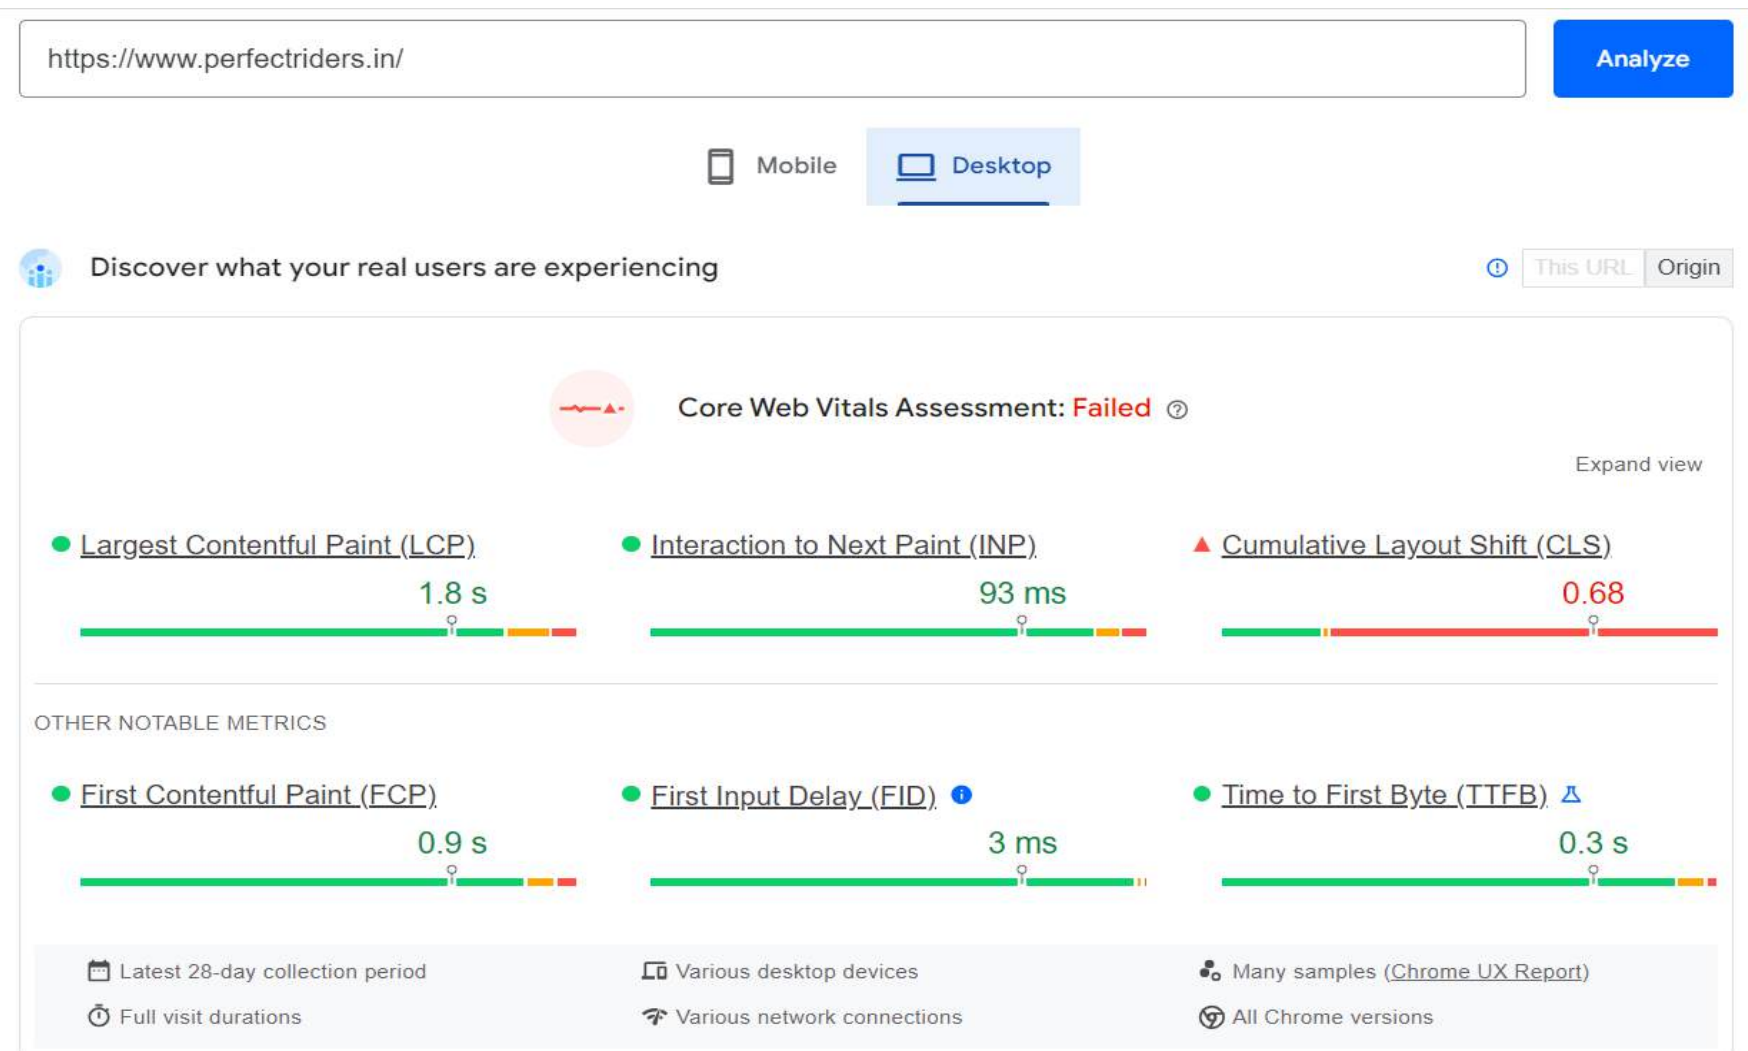 https://www.perfectriders.in/
Analyze
Mobile
Desktop
Discover what your real users are experiencing
This URL
Origin
Core Web Vitals Assessment: Failed
Expand view
Largest Contentful Paint (LCP)
1.8 s
Interaction to Next Paint (INP)
93 ms
Cumulative Layout Shift (CLS)
0.68
OTHER NOTABLE METRICS
First Contentful Paint (FCP)
0.9 s
First Input Delay (FID)
3 ms
Time to First Byte (TTFB)
0.3 s
Latest 28-day collection period
Various desktop devices
Many samples (Chrome UX Report)
Full visit durations
Various network connections
All Chrome versions